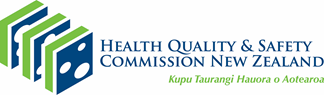 HEALTH QUALITY & SAFETY
COMMISSION NEW ZEALAND
Kupu Taurangi Hauora o Aotearoa